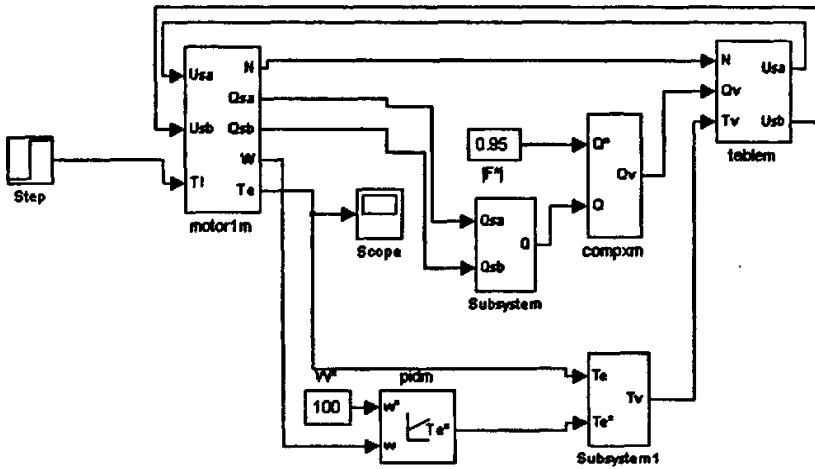 Step
Usa
Usb
Tl
N
Qsa
Qsb
W
Te
motor1m
Scope
Qsa
Qsb
Q
Subsystem
0.95
|F*|
Q*
Q
Qv
compxm
N
Qv
Tv
Usa
Usb
tablem
W*
100
pidm
w*
w
Te*
Te
Te*
Tv
Subsystem1